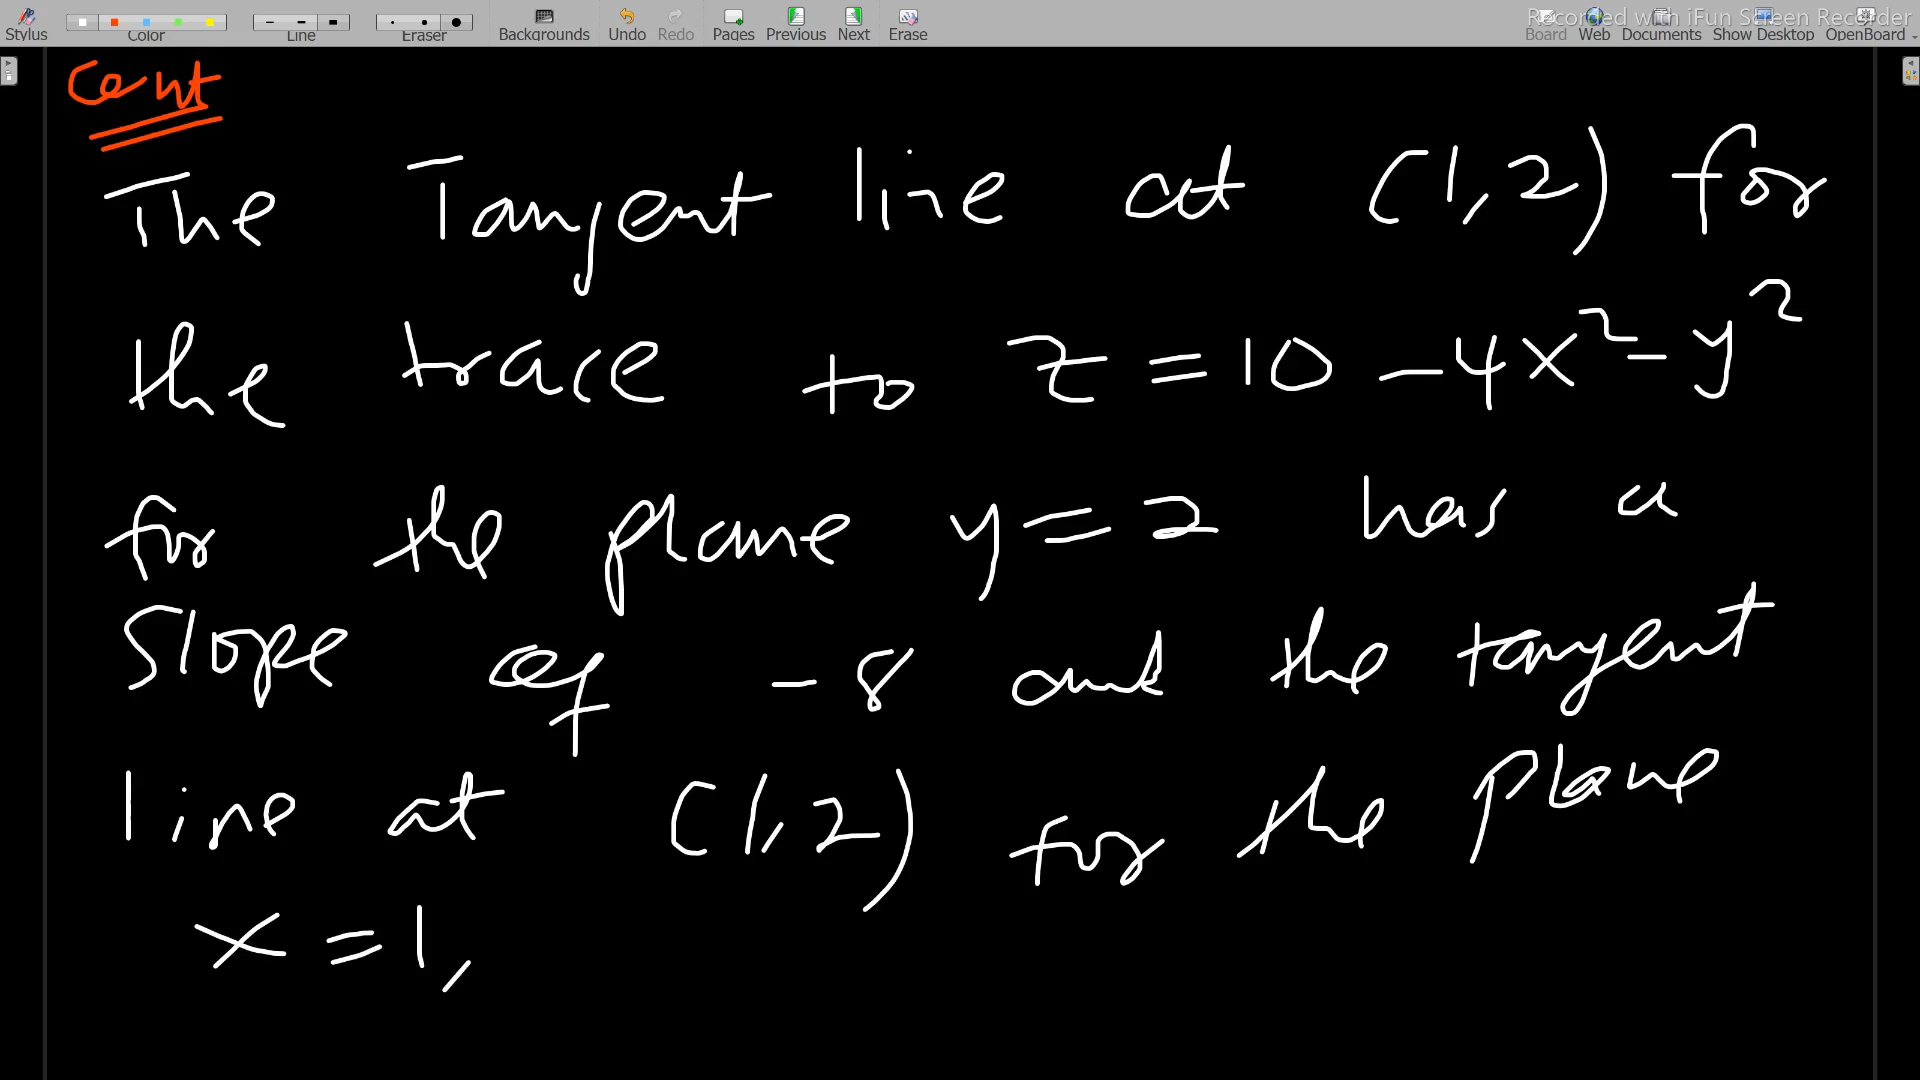 Recorded with iFun Screen Recorder
Stylus Color Line Eraser Backgrounds Undo Redo Pages Previous Next Erase Board Web Documents Show Desktop OpenBoard
Cont
The Tangent line at (1,2) for
the trace to z = 10 - 4x² - y²
for the plane y = 2 has a
Slope of - 8 and the tangent
line at (1,2) for the plane
x = 1,